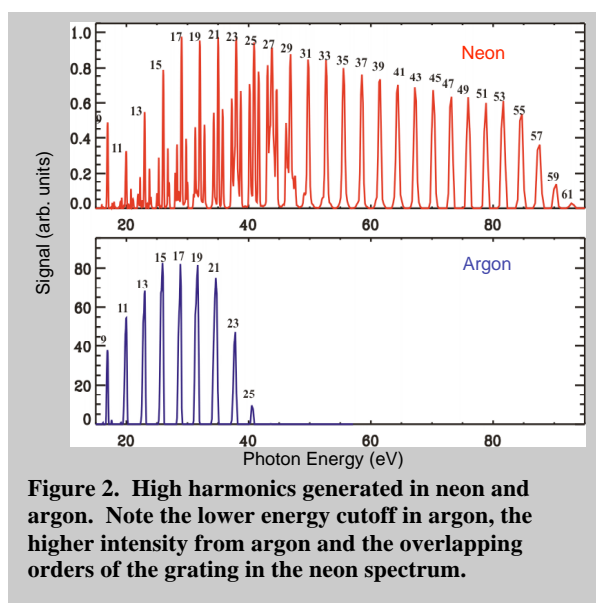 Neon
17 19 21 23 25 27 29 31 33 35 37 39 41 43 45 47 49 51 53 55 57 59 61
15
13
11
9
1.0
0.8
0.6
0.4
0.2
0.0
20 40 60 80
Signal (arb. units)
Argon
9 11 13 15 17 19 21 23 25
80
60
40
20
0
20 40 60 80
Photon Energy (eV)
Figure 2. High harmonics generated in neon and
argon. Note the lower energy cutoff in argon, the
higher intensity from argon and the overlapping
orders of the grating in the neon spectrum.